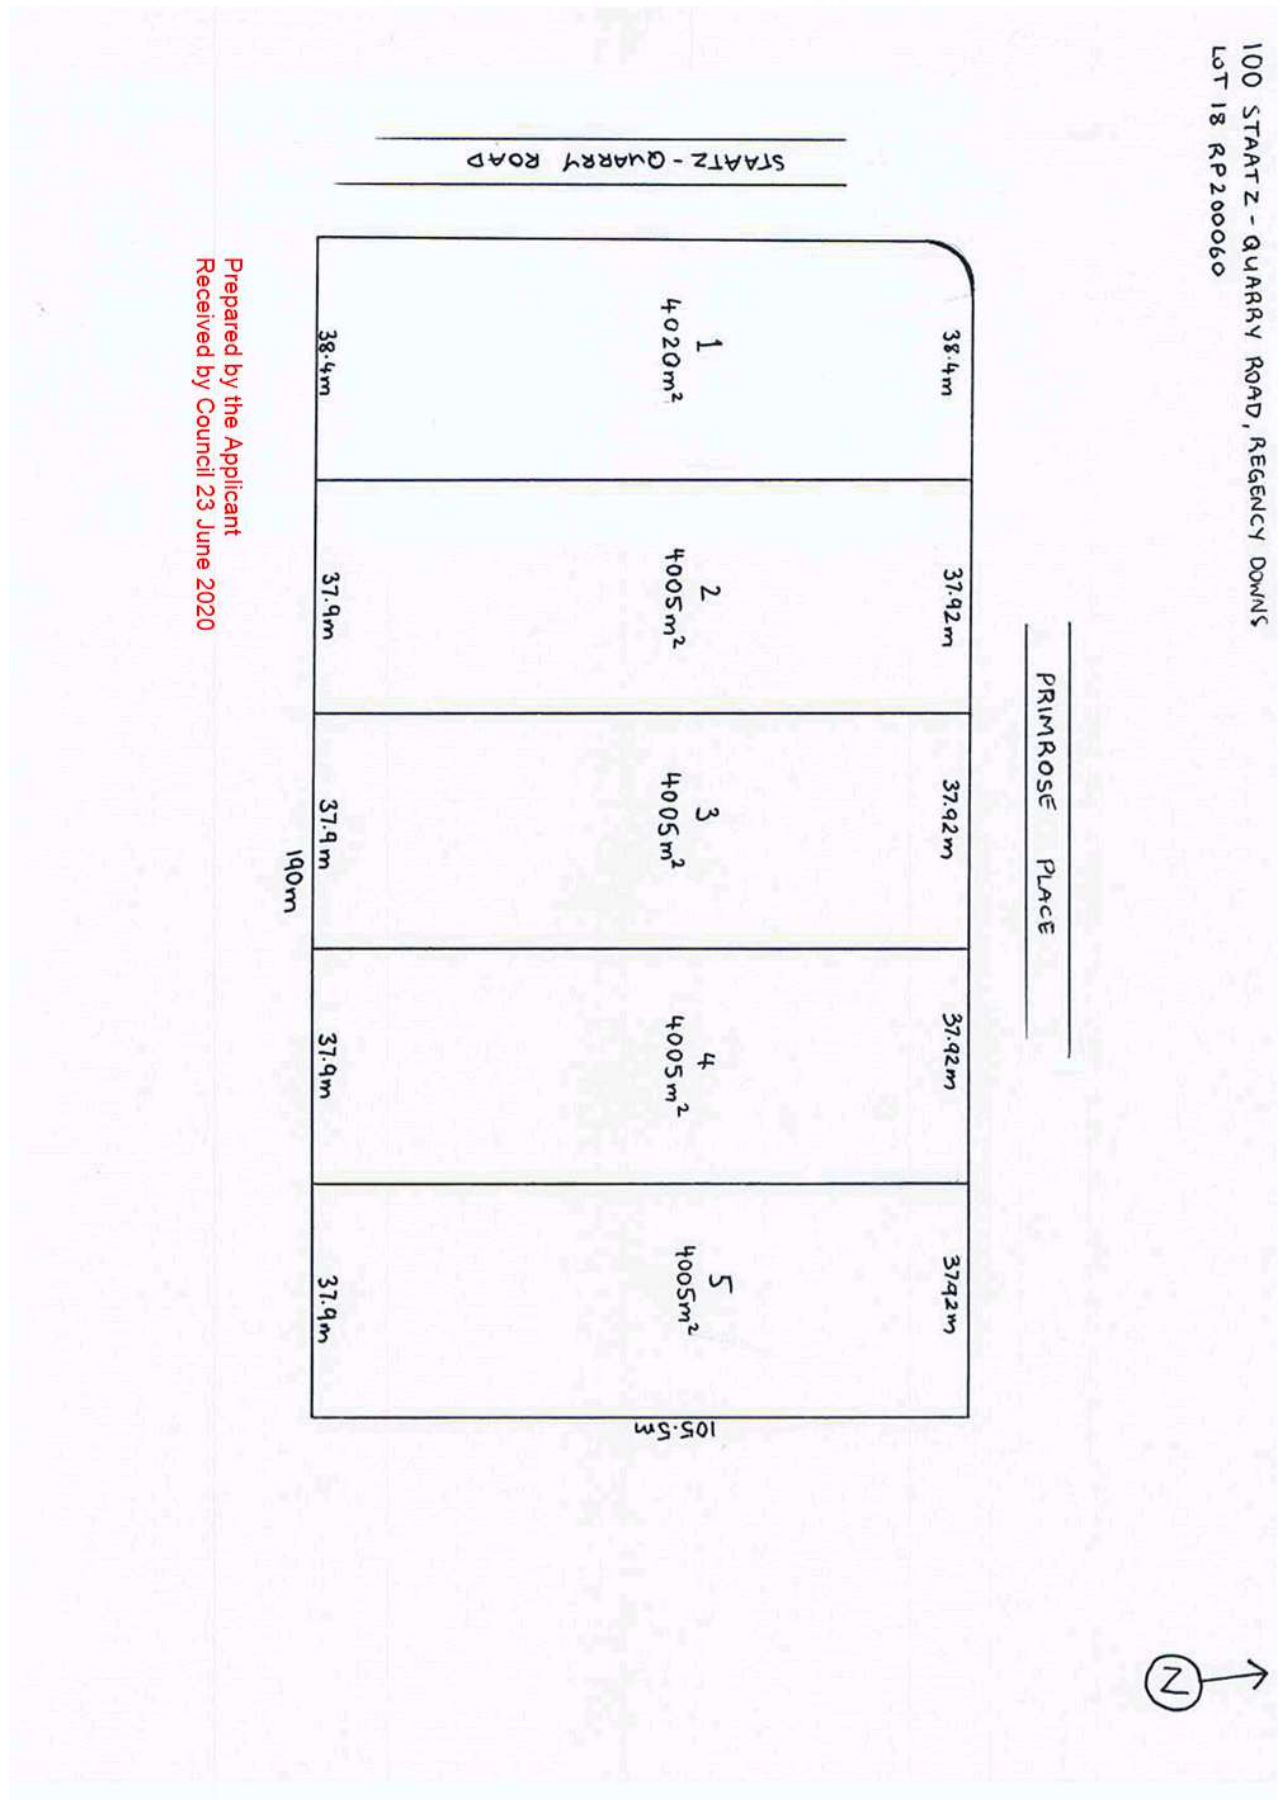 100 STAATZ - QUARRY ROAD, REGENCY DOWNS
LOT 18 RP200060
PRIMROSE PLACE
STAATZ - QUARRY ROAD
38.4m
37.92m
37.92m
37.92m
3792m
1
4020m²
2
4005m²
3
4005m²
4
4005m²
5
4005m²
105.5m
38.4m
37.9m
37.9m
37.9m
37.9m
190m
Prepared by the Applicant
Received by Council 23 June 2020
N